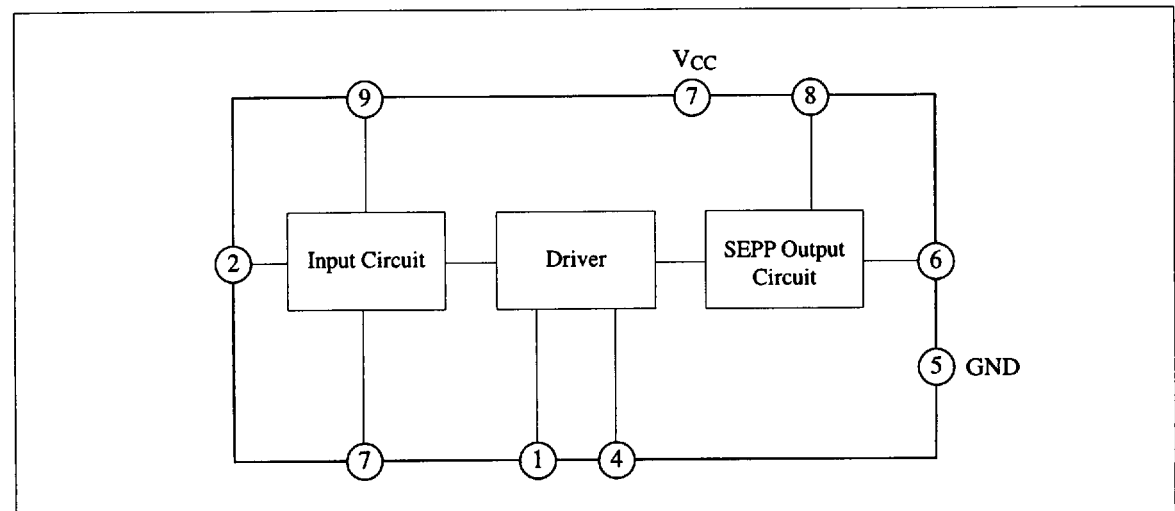 VCC
9
7
8
2
Input Circuit
Driver
SEPP Output
Circuit
6
5
GND
7
1
4